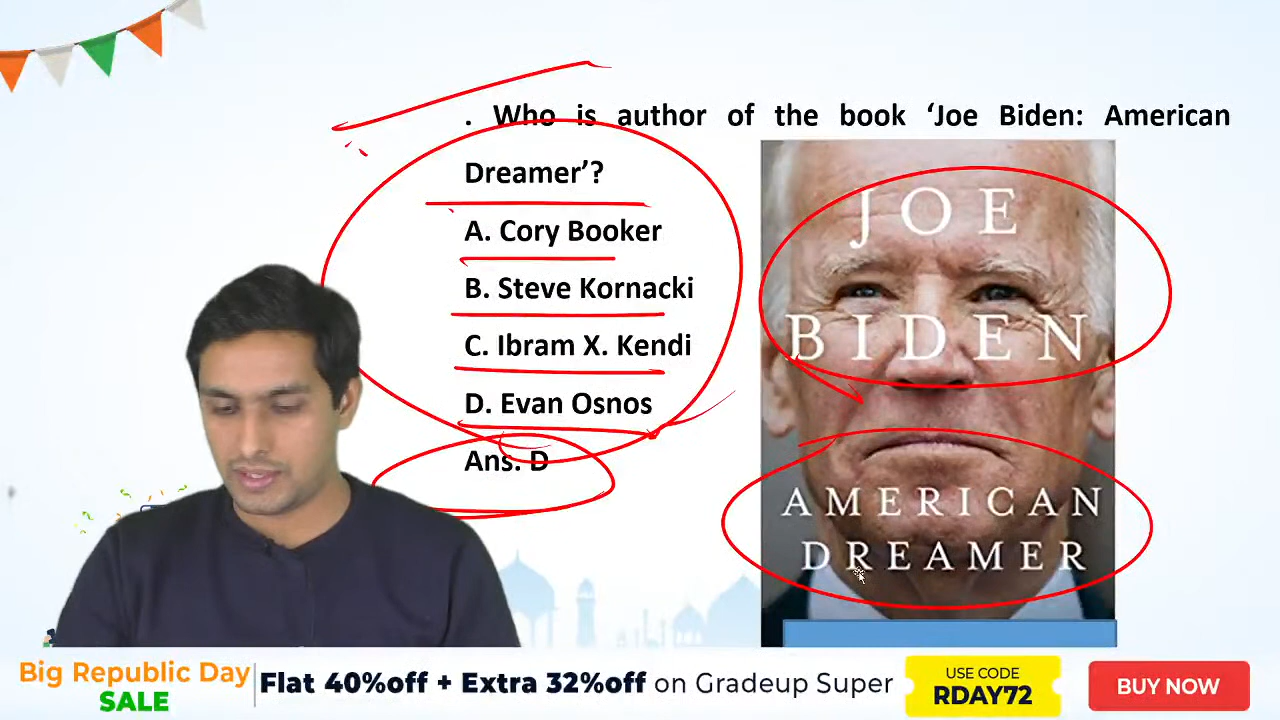 . Who is author of the book ‘Joe Biden: American
Dreamer’?
A. Cory Booker
B. Steve Kornacki
C. Ibram X. Kendi
D. Evan Osnos
Ans. D
JOE
BIDEN
AMERICAN
DREAMER
Big Republic Day
SALE
Flat 40%off + Extra 32%off on Gradeup Super
USE CODE
RDAY72
BUY NOW